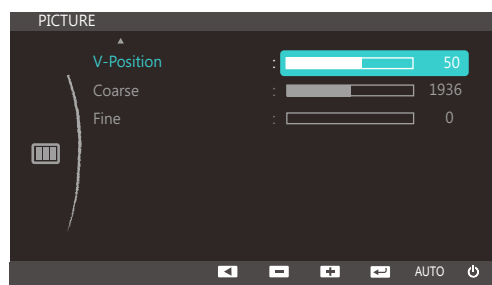 PICTURE
V-Position : 50
Coarse : 1936
Fine : 0
AUTO